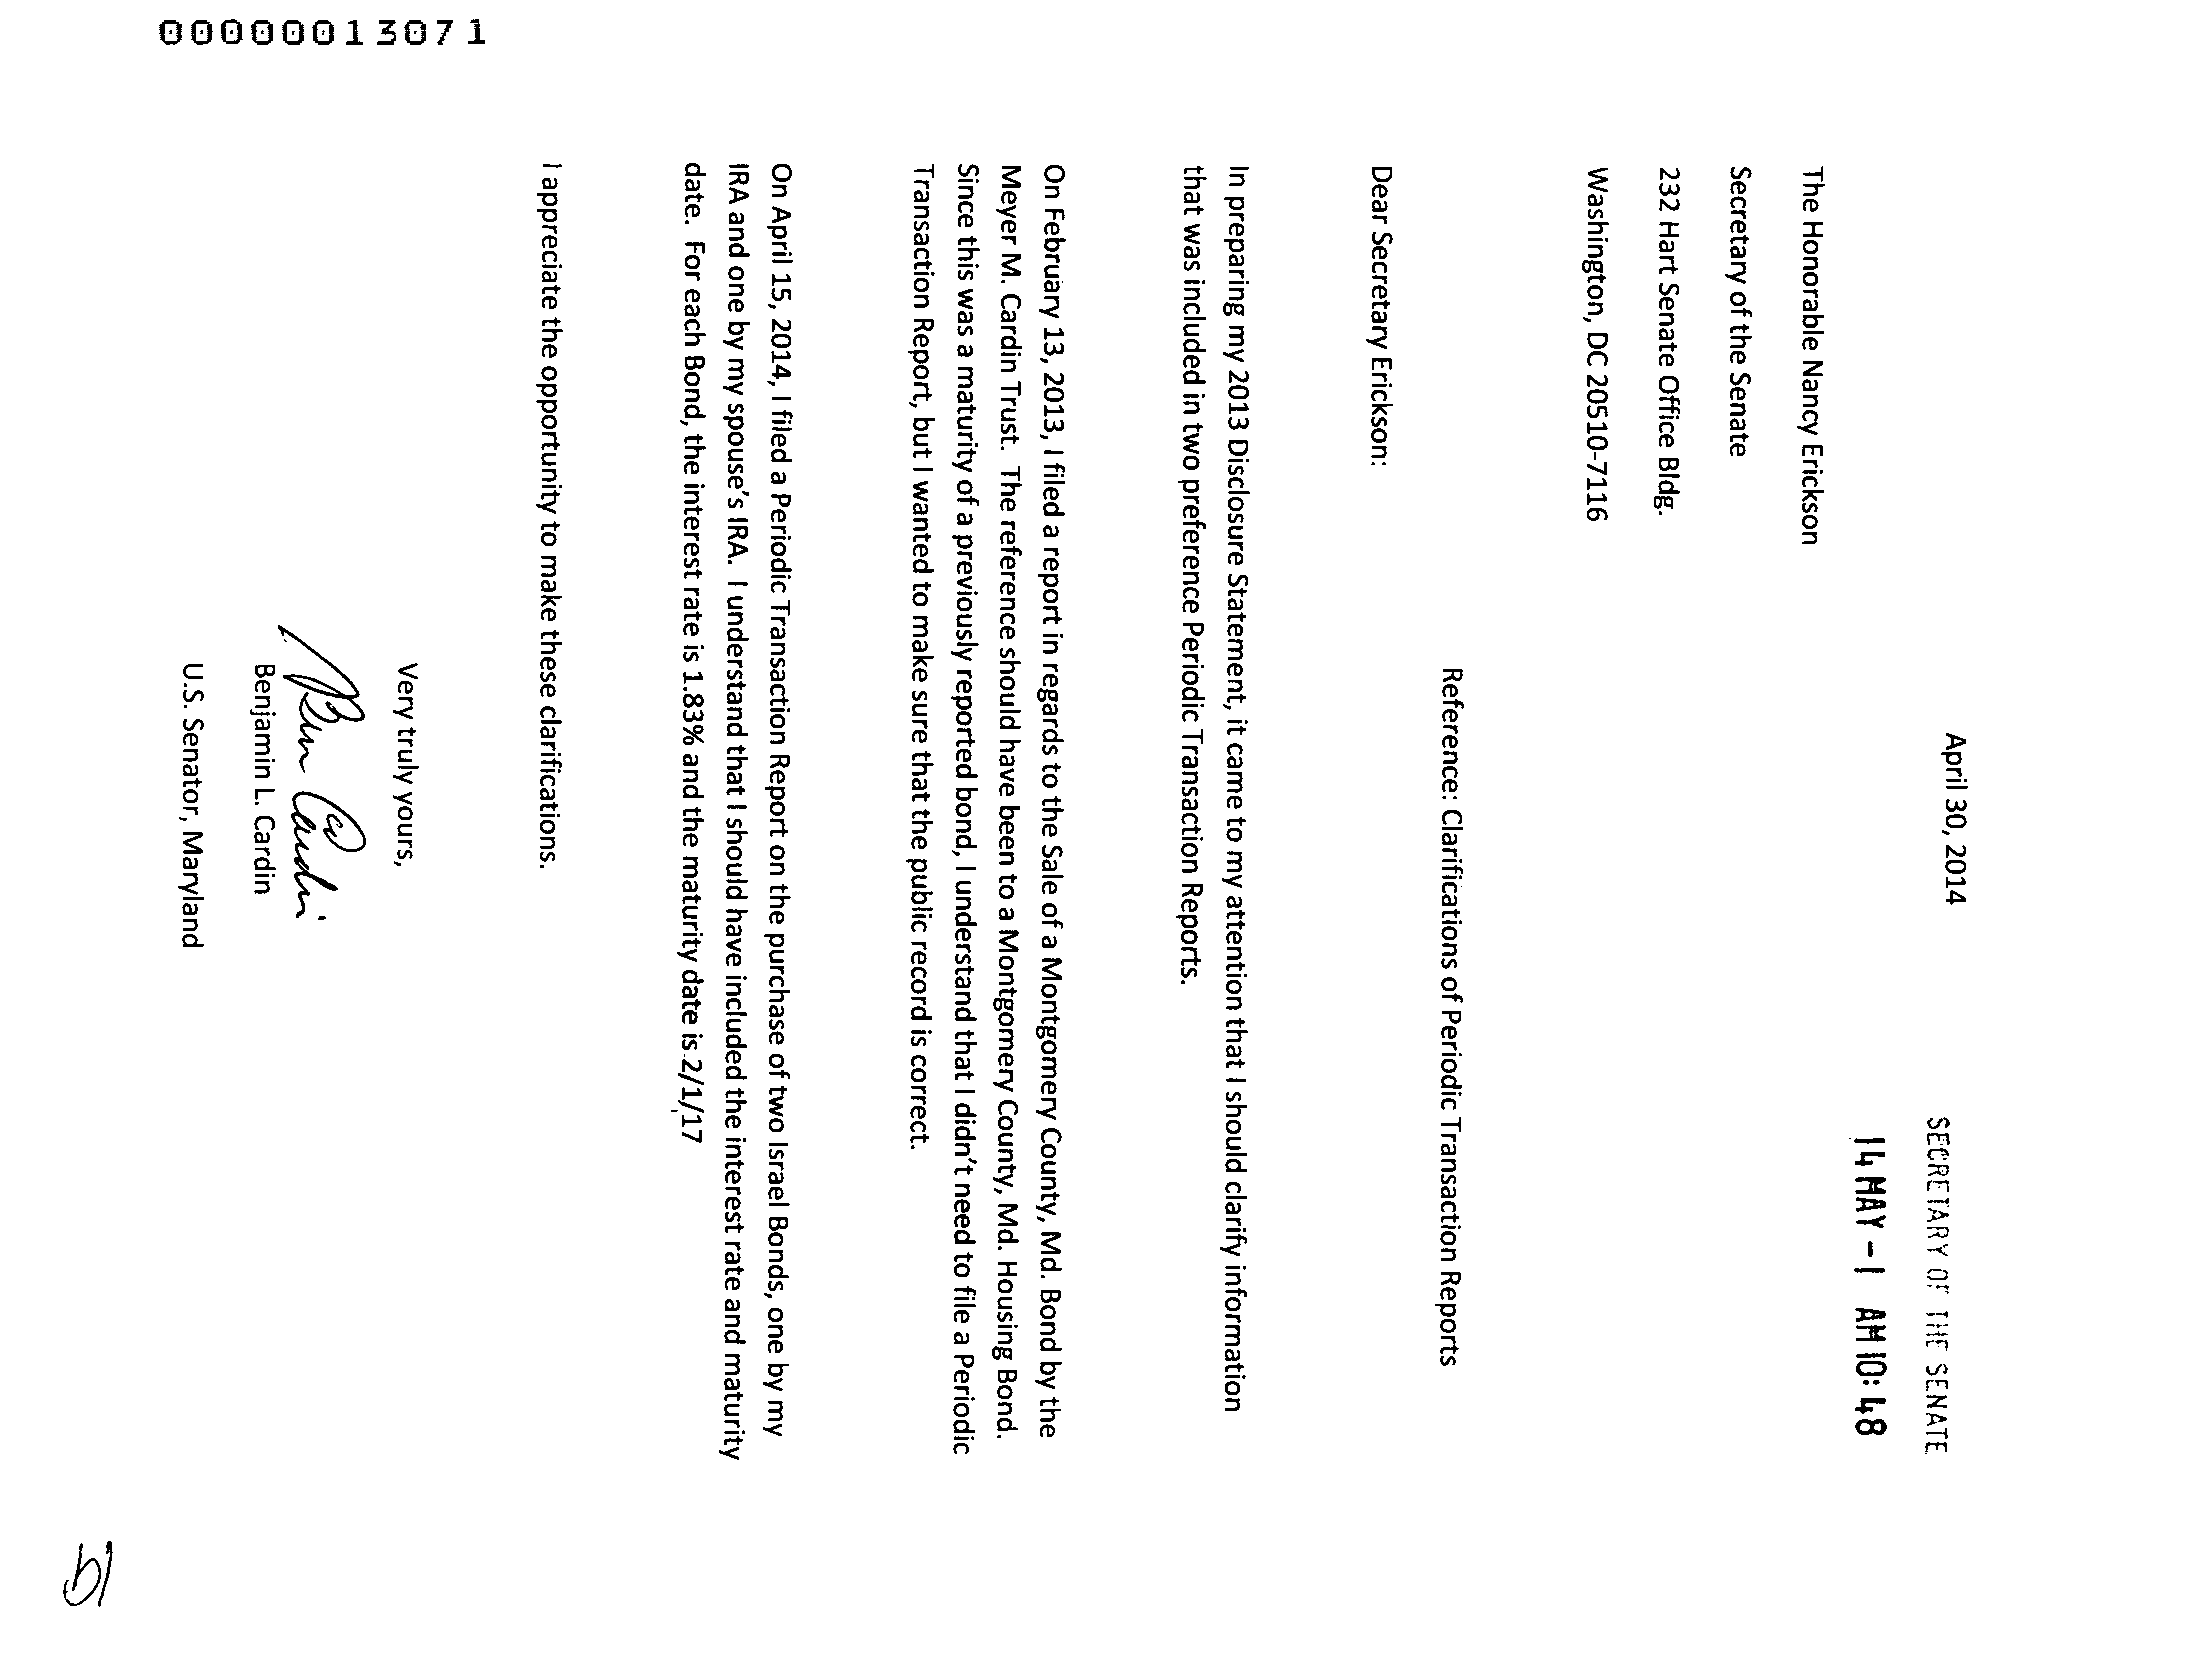 SECRETARY OF THE SENATE
14 MAY -1 AM 10:48
April 30, 2014
The Honorable Nancy Erickson
Secretary of the Senate
232 Hart Senate Office Bldg.
Washington, DC 20510-7116
Reference: Clarifications of Periodic Transaction Reports
Dear Secretary Erickson:
In preparing my 2013 Disclosure Statement, it came to my attention that I should clarify information
that was included in two preference Periodic Transaction Reports.
On February 13, 2013, I filed a report in regards to the Sale of a Montgomery County, Md. Bond by the
Meyer M. Cardin Trust. The reference should have been to a Montgomery County, Md. Housing Bond.
Since this was a maturity of a previously reported bond, I understand that I didn't need to file a Periodic
Transaction Report, but I wanted to make sure that the public record is correct.
On April 15, 2014, I filed a Periodic Transaction Report on the purchase of two Israel Bonds, one by my
IRA and one by my spouse's IRA. I understand that I should have included the interest rate and maturity
date. For each Bond, the interest rate is 1.83% and the maturity date is 2/1/17
I appreciate the opportunity to make these clarifications.
Very truly yours,
Ben Cardin
Benjamin L. Cardin
U.S. Senator, Maryland
00000013071